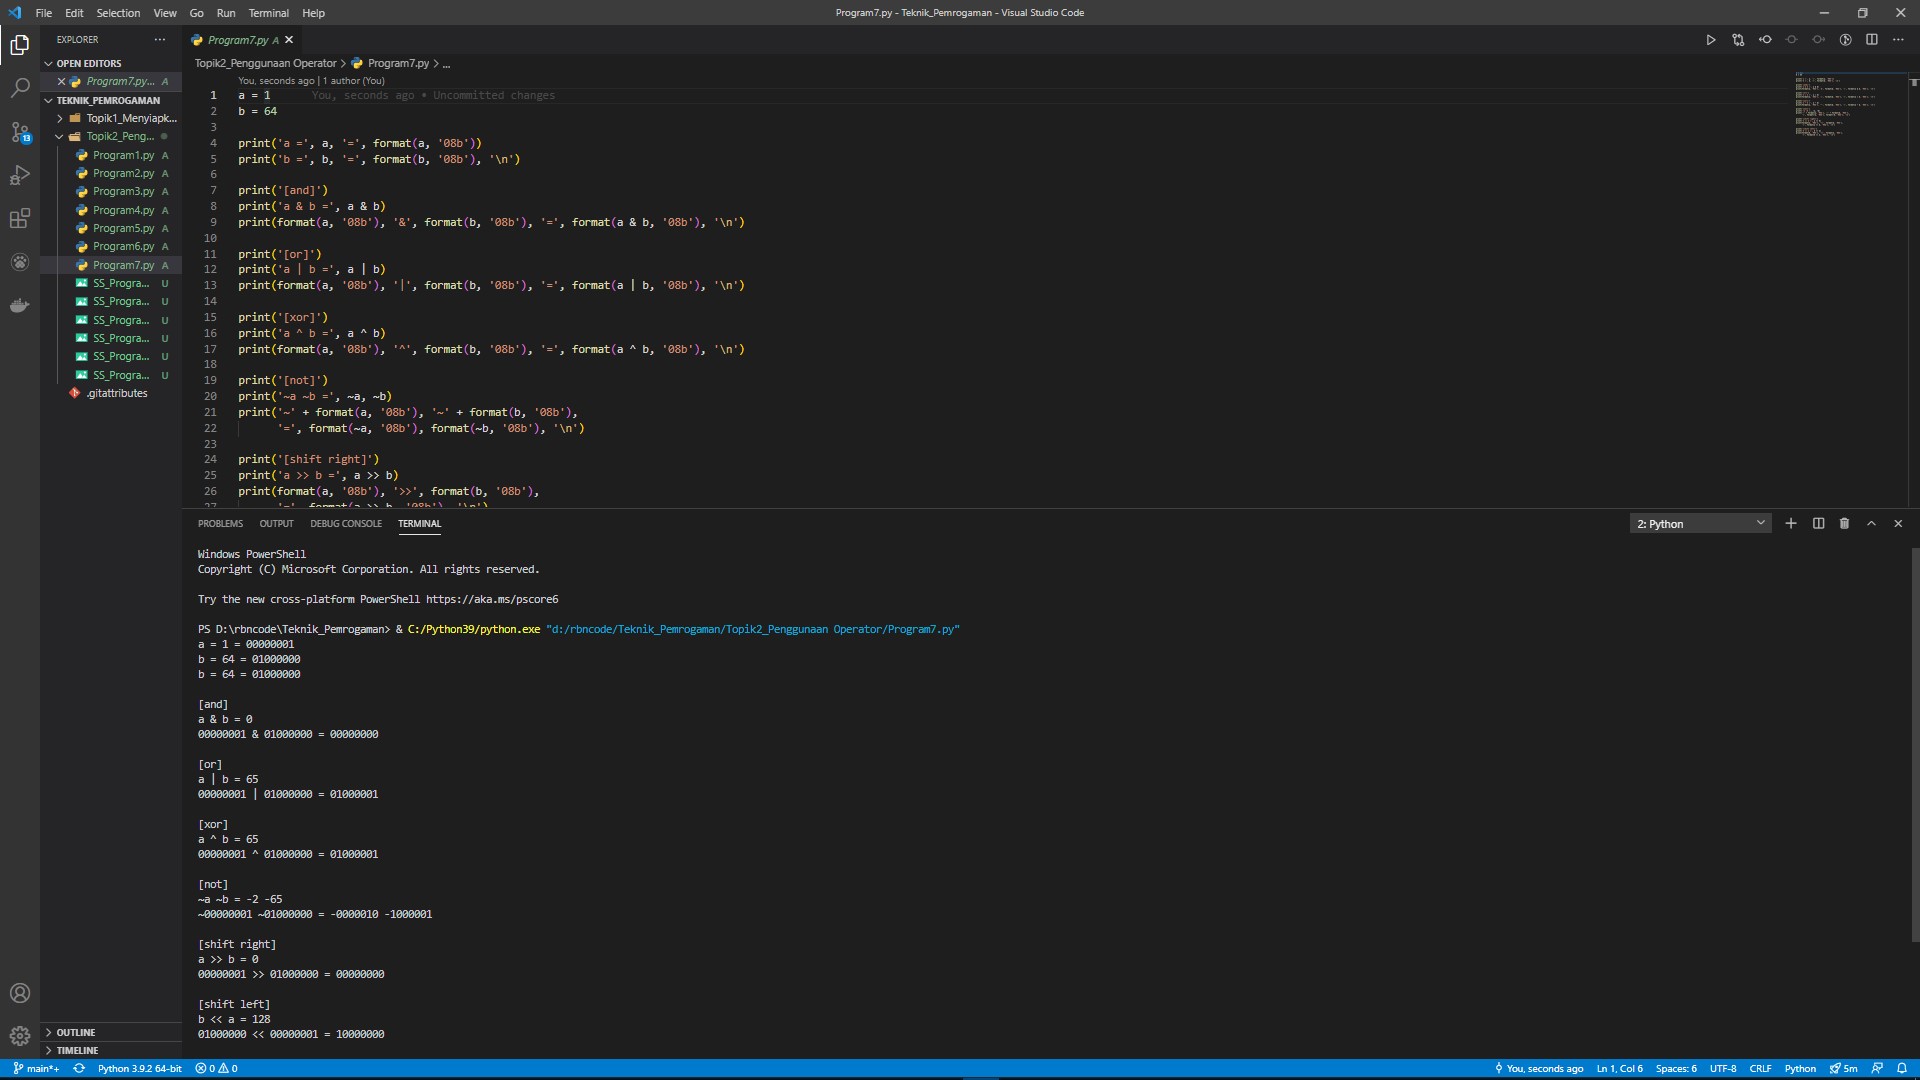 File Edit Selection View Go Run Terminal Help
Program7.py - Teknik_Pemrogaman - Visual Studio Code
EXPLORER
OPEN EDITORS
Program7.py... A
TEKNIK_PEMROGAMAN
Topik1_Menyiapk...
Topik2_Peng...
Program1.py A
Program2.py A
Program3.py A
Program4.py A
Program5.py A
Program6.py A
Program7.py A
SS_Progra... U
SS_Progra... U
SS_Progra... U
SS_Progra... U
SS_Progra... U
SS_Progra... U
.gitattributes
OUTLINE
TIMELINE
13
Program7.py A
Topik2_Penggunaan Operator > Program7.py > ...
You, seconds ago | 1 author (You)
1 a = 1 You, seconds ago • Uncommitted changes
2 b = 64
3
4 print('a =', a, '=', format(a, '08b'))
5 print('b =', b, '=', format(b, '08b'), '\n')
6
7 print('[and]')
8 print('a & b =', a & b)
9 print(format(a, '08b'), '&', format(b, '08b'), '=', format(a & b, '08b'), '\n')
10
11 print('[or]')
12 print('a | b =', a | b)
13 print(format(a, '08b'), '|', format(b, '08b'), '=', format(a | b, '08b'), '\n')
14
15 print('[xor]')
16 print('a ^ b =', a ^ b)
17 print(format(a, '08b'), '^', format(b, '08b'), '=', format(a ^ b, '08b'), '\n')
18
19 print('[not]')
20 print('~a ~b =', ~a, ~b)
21 print('~' + format(a, '08b'), '~' + format(b, '08b'),
22 '=', format(~a, '08b'), format(~b, '08b'), '\n')
23
24 print('[shift right]')
25 print('a >> b =', a >> b)
26 print(format(a, '08b'), '>>', format(b, '08b'),
27 '=', format(a >> b, '08b'), '\n')
PROBLEMS OUTPUT DEBUG CONSOLE TERMINAL
2: Python
Windows PowerShell
Copyright (C) Microsoft Corporation. All rights reserved.
Try the new cross-platform PowerShell https://aka.ms/pscore6
PS D:\rbncode\Teknik_Pemrogaman> & C:/Python39/python.exe "d:/rbncode/Teknik_Pemrogaman/Topik2_Penggunaan Operator/Program7.py"
a = 1 = 00000001
b = 64 = 01000000
b = 64 = 01000000
[and]
a & b = 0
00000001 & 01000000 = 00000000
[or]
a | b = 65
00000001 | 01000000 = 01000001
[xor]
a ^ b = 65
00000001 ^ 01000000 = 01000001
[not]
~a ~b = -2 -65
~00000001 ~01000000 = -0000010 -1000001
[shift right]
a >> b = 0
00000001 >> 01000000 = 00000000
[shift left]
b << a = 128
01000000 << 00000001 = 10000000
main*+ Python 3.9.2 64-bit 0 0
You, seconds ago Ln 1, Col 6 Spaces: 6 UTF-8 CRLF Python 5m